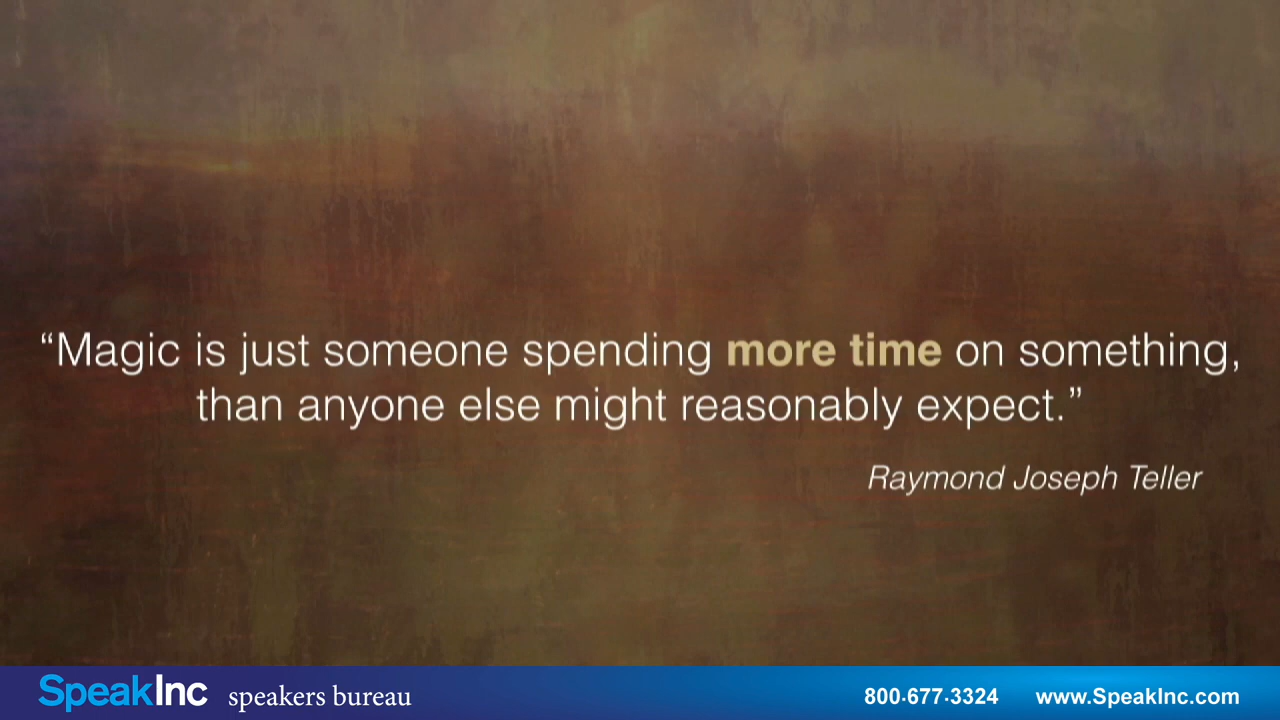 “Magic is just someone spending more time on something,
than anyone else might reasonably expect.”
Raymond Joseph Teller
SpeakInc speakers bureau 800-677-3324 www.SpeakInc.com